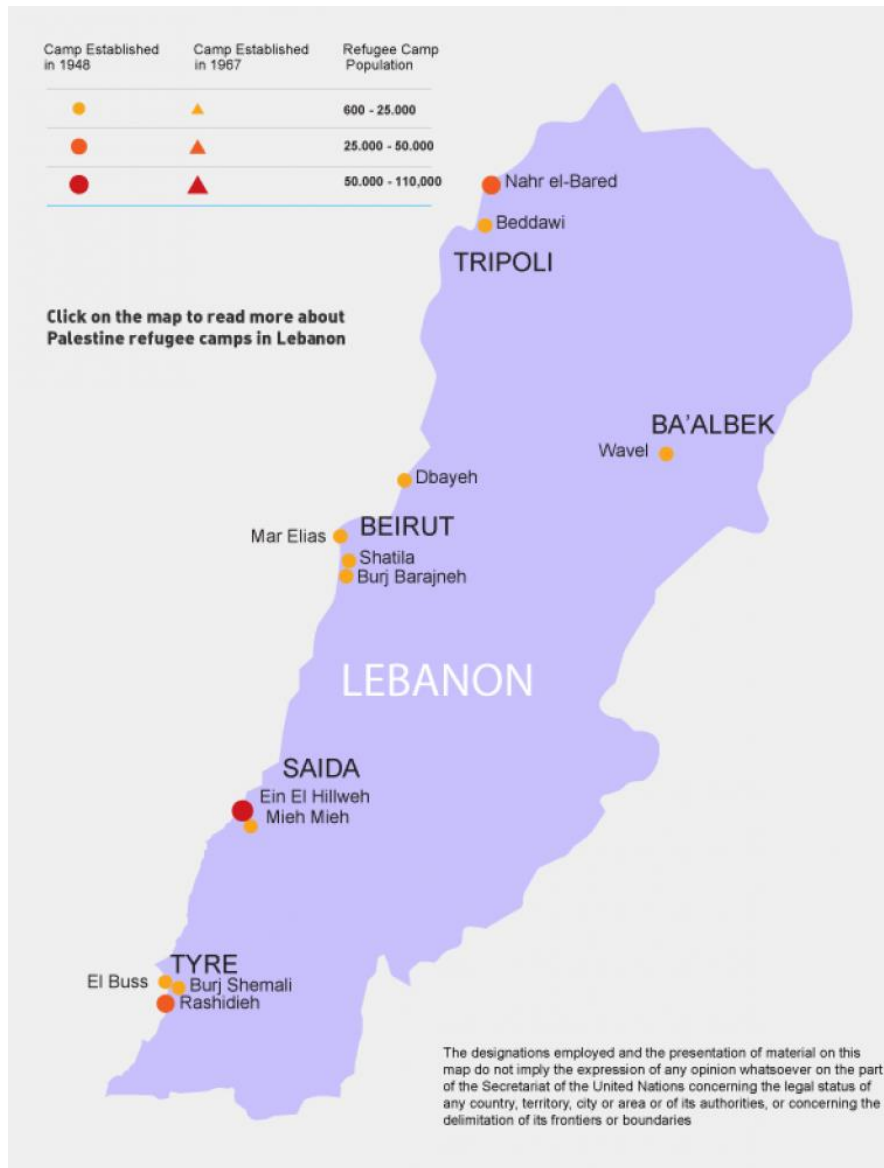 Camp Established
in 1948
Camp Established
in 1967
Refugee Camp
Population
600 - 25.000
25.000 - 50.000
50.000 - 110,000
Nahr el-Bared
Beddawi
TRIPOLI
Click on the map to read more about
Palestine refugee camps in Lebanon
BA'ALBEK
Wavel
Dbayeh
BEIRUT
Mar Elias
Shatila
Burj Barajneh
LEBANON
SAIDA
Ein El Hillweh
Mieh Mieh
TYRE
El Buss
Burj Shemali
Rashidieh
The designations employed and the presentation of material on this
map do not imply the expression of any opinion whatsoever on the part
of the Secretariat of the United Nations concerning the legal status of
any country, territory, city or area or of its authorities, or concerning the
delimitation of its frontiers or boundaries